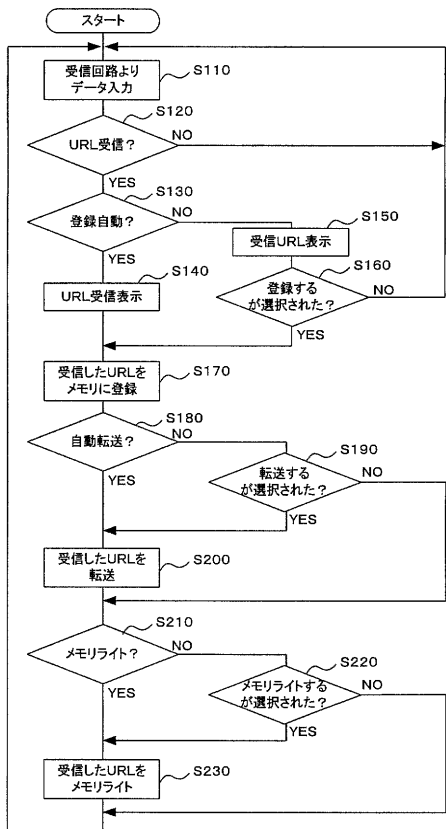 スタート
受信回路より
データ入力
S110
S120
URL受信？
NO
YES
S130
登録自動？
NO
YES
S150
受信URL表示
S140
URL受信表示
S160
登録する
が選択された？
NO
YES
受信したURLを
メモリに登録
S170
S180
自動転送？
NO
YES
S190
転送する
が選択された？
NO
YES
受信したURLを
転送
S200
S210
メモリライト？
NO
YES
S220
メモリライトする
が選択された？
NO
YES
受信したURLを
メモリライト
S230